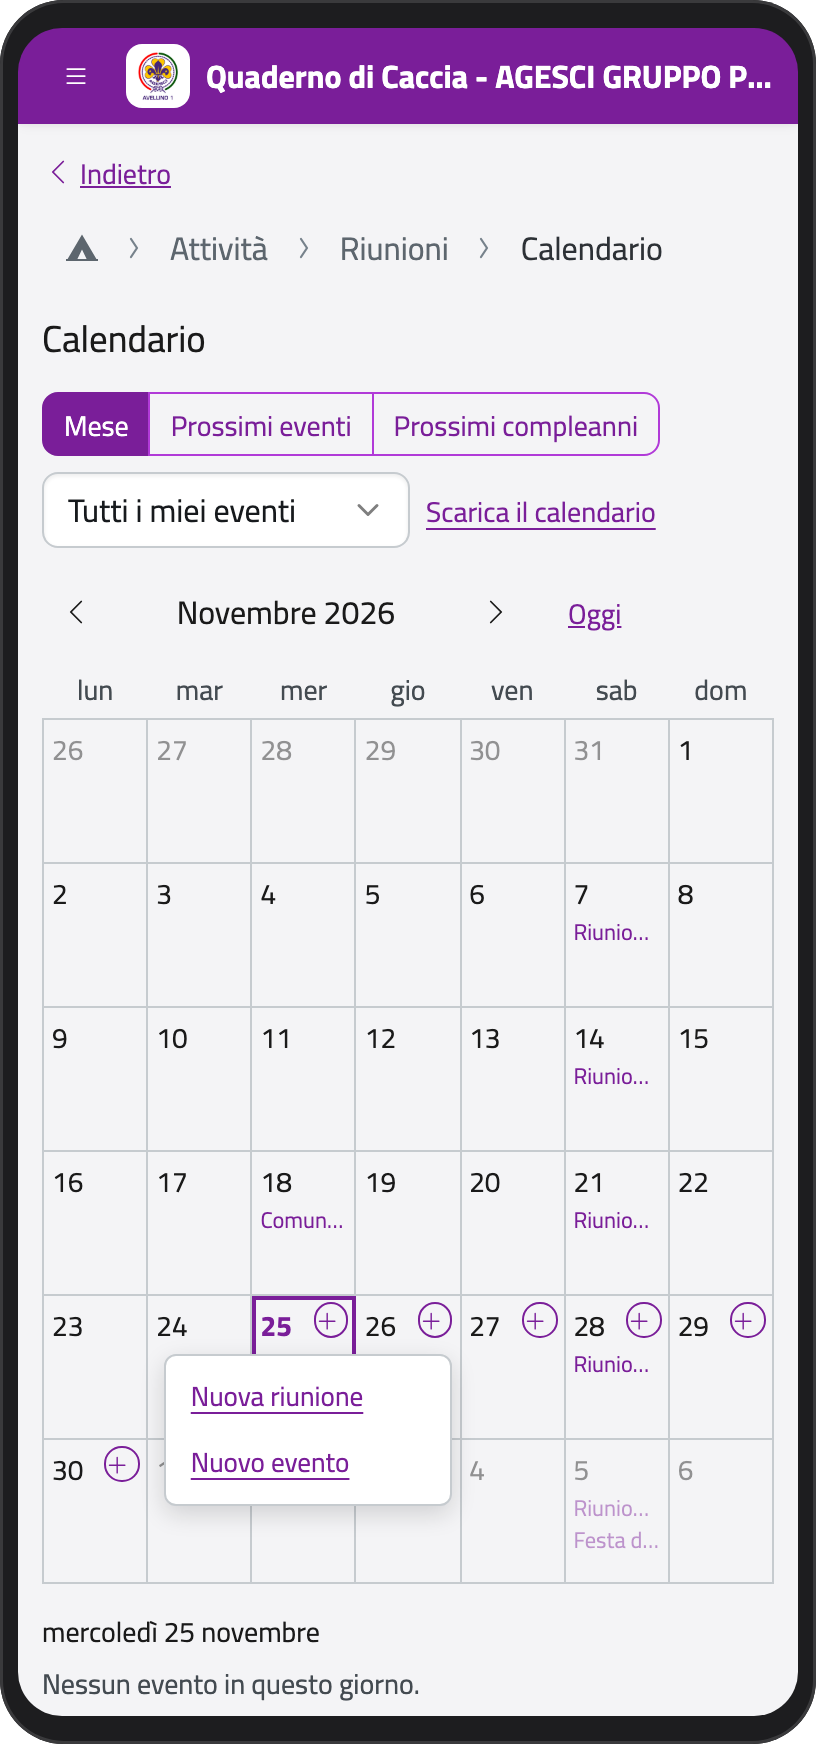 AVELLINO 1
Quaderno di Caccia - AGESCI GRUPPO P...
Indietro
Attività
Riunioni
Calendario
Calendario
Mese
Prossimi eventi
Prossimi compleanni
Tutti i miei eventi
Scarica il calendario
Novembre 2026
Oggi
lun mar mer gio ven sab dom
26 27 28 29 30 31 1
2 3 4 5 6 7 8
Riunio...
9 10 11 12 13 14 15
Riunio...
16 17 18 19 20 21 22
Comun... Riunio...
23 24 25 26 27 28 29
Riunio...
Nuova riunione
Nuovo evento
30 4 5 6
Riunio...
Festa d...
mercoledì 25 novembre
Nessun evento in questo giorno.